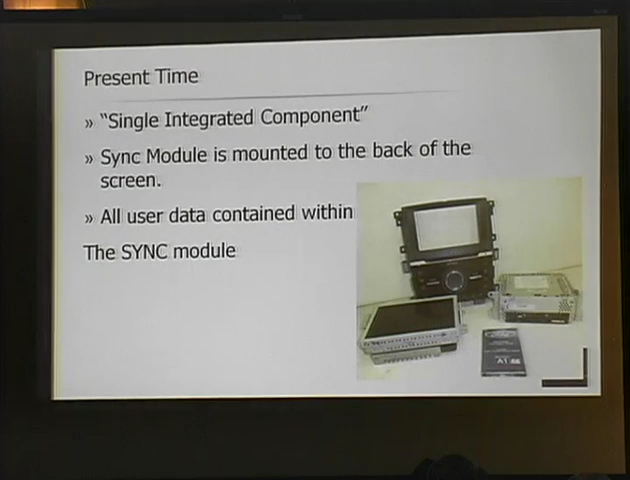 Present Time
» “Single Integrated Component”
» Sync Module is mounted to the back of the
screen.
» All user data contained within
The SYNC module